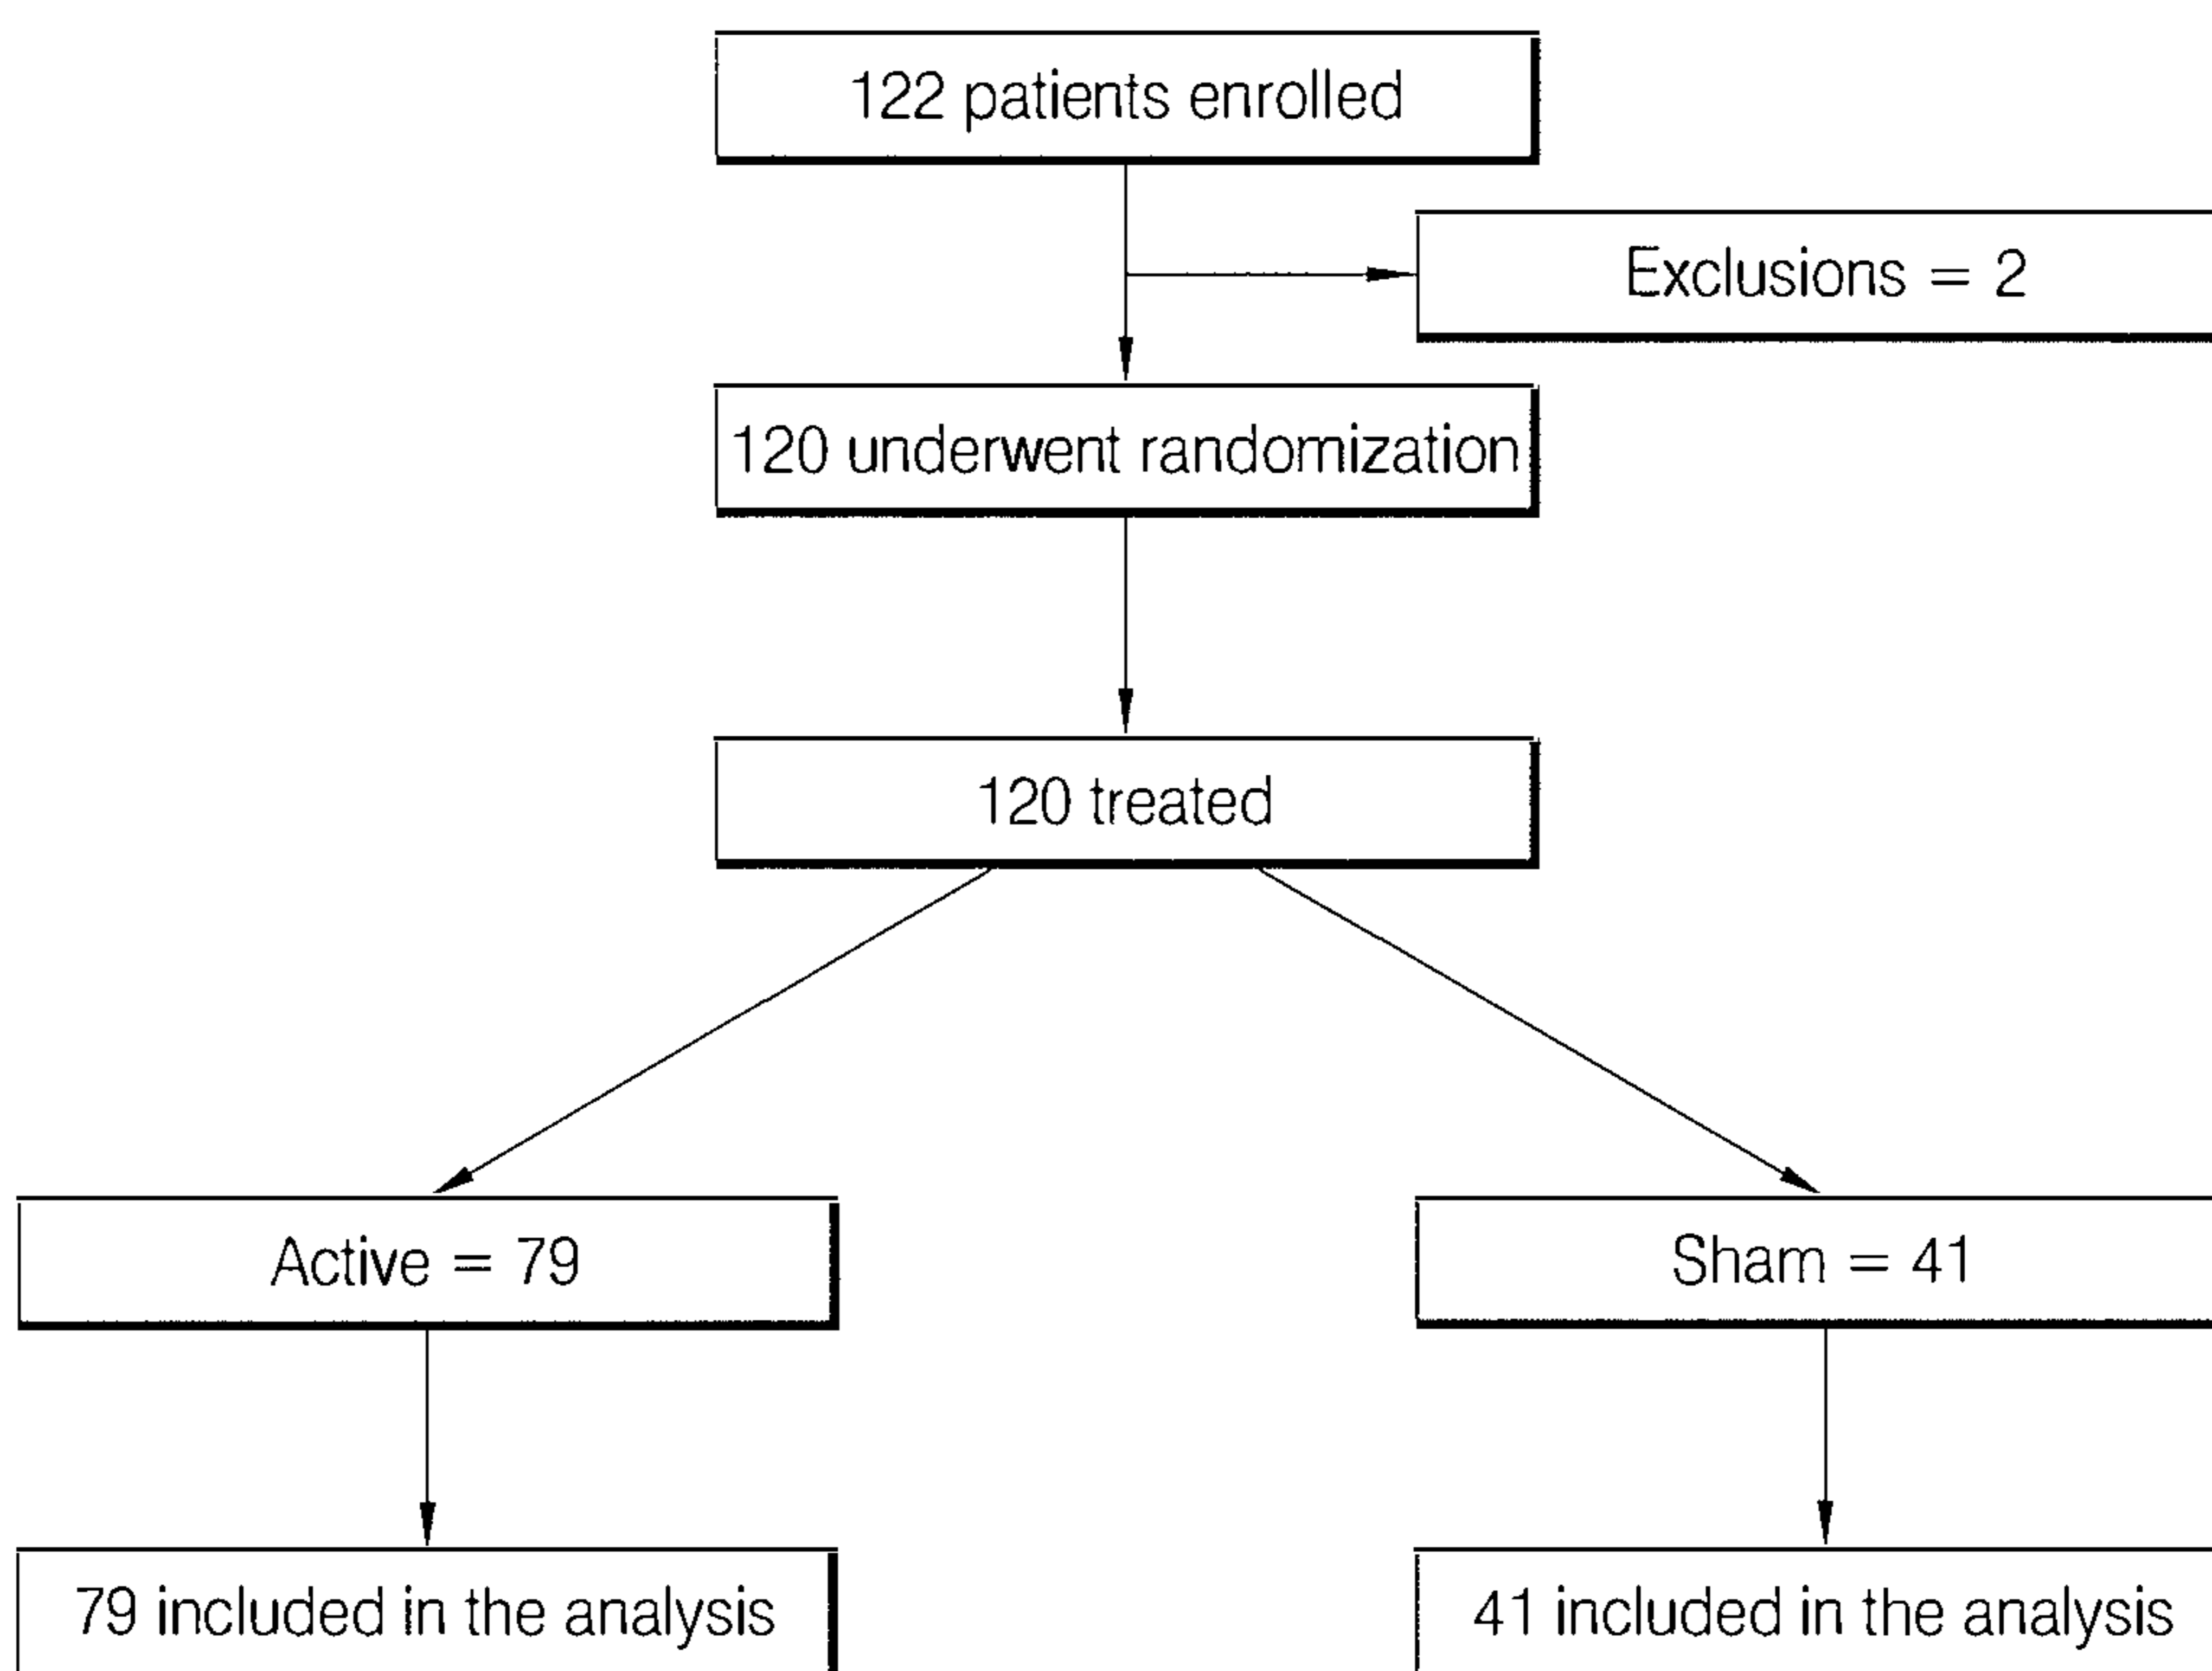 122 patients enrolled
Exclusions = 2
120 underwent randomization
120 treated
Active = 79
Sham = 41
79 included in the analysis
41 included in the analysis